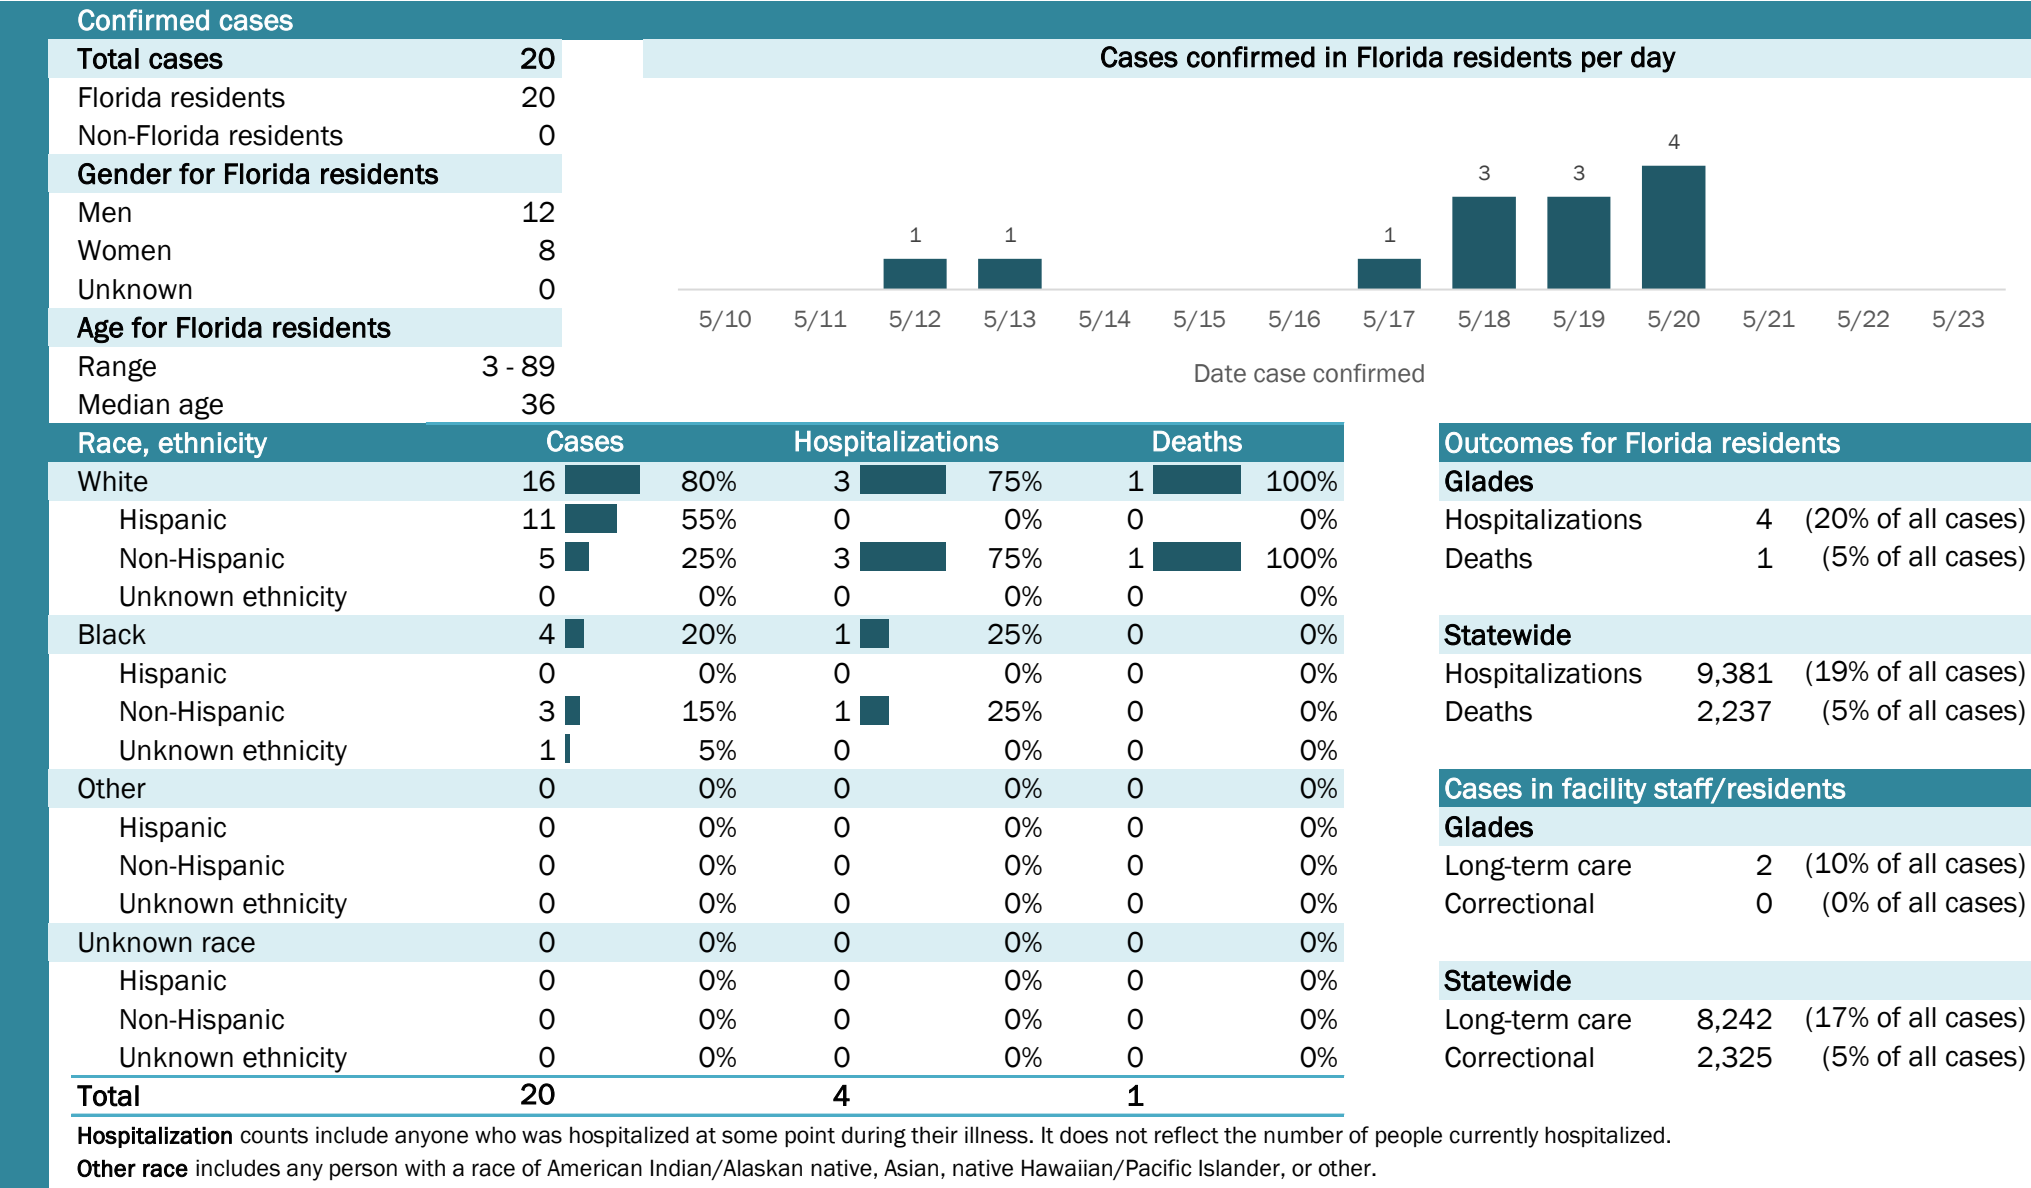 Confirmed cases
Total cases 20
Florida residents 20
Non-Florida residents 0
Gender for Florida residents
Men 12
Women 8
Unknown 0
Age for Florida residents
Range 3 - 89
Median age 36
Cases confirmed in Florida residents per day
1 1 1 3 3 4
5/10 5/11 5/12 5/13 5/14 5/15 5/16 5/17 5/18 5/19 5/20 5/21 5/22 5/23
Date case confirmed
Race, ethnicity Cases Hospitalizations Deaths
White 16 80% 3 75% 1 100%
Hispanic 11 55% 0 0% 0 0%
Non-Hispanic 5 25% 3 75% 1 100%
Unknown ethnicity 0 0% 0 0% 0 0%
Black 4 20% 1 25% 0 0%
Hispanic 0 0% 0 0% 0 0%
Non-Hispanic 3 15% 1 25% 0 0%
Unknown ethnicity 1 5% 0 0% 0 0%
Other 0 0% 0 0% 0 0%
Hispanic 0 0% 0 0% 0 0%
Non-Hispanic 0 0% 0 0% 0 0%
Unknown ethnicity 0 0% 0 0% 0 0%
Unknown race 0 0% 0 0% 0 0%
Hispanic 0 0% 0 0% 0 0%
Non-Hispanic 0 0% 0 0% 0 0%
Unknown ethnicity 0 0% 0 0% 0 0%
Total 20 4 1
Outcomes for Florida residents
Glades
Hospitalizations 4 (20% of all cases)
Deaths 1 (5% of all cases)
Statewide
Hospitalizations 9,381 (19% of all cases)
Deaths 2,237 (5% of all cases)
Cases in facility staff/residents
Glades
Long-term care 2 (10% of all cases)
Correctional 0 (0% of all cases)
Statewide
Long-term care 8,242 (17% of all cases)
Correctional 2,325 (5% of all cases)
Hospitalization counts include anyone who was hospitalized at some point during their illness. It does not reflect the number of people currently hospitalized.
Other race includes any person with a race of American Indian/Alaskan native, Asian, native Hawaiian/Pacific Islander, or other.